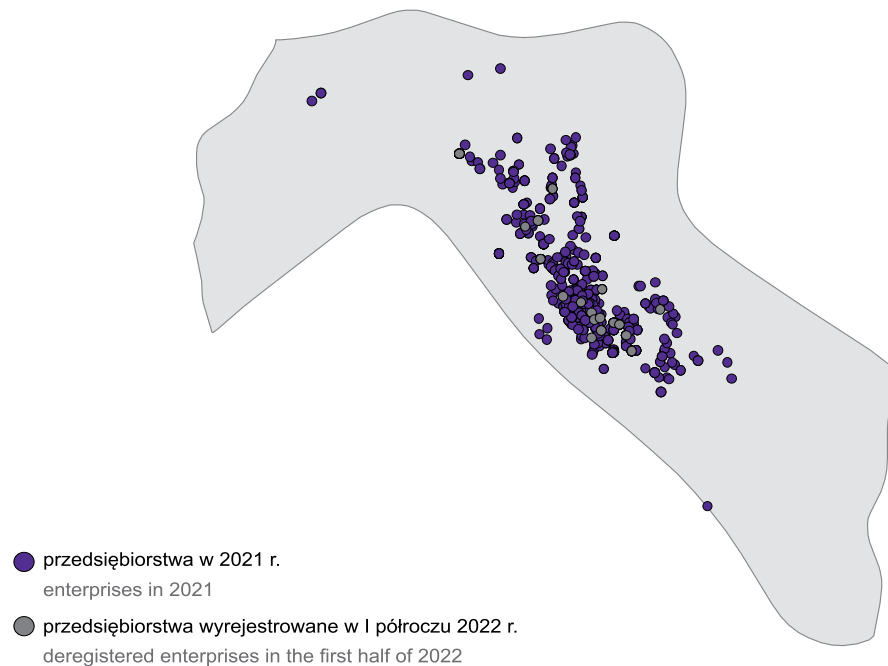 przedsiębiorstwa w 2021 r.
enterprises in 2021
przedsiębiorstwa wyrejestrowane w I półroczu 2022 r.
deregistered enterprises in the first half of 2022